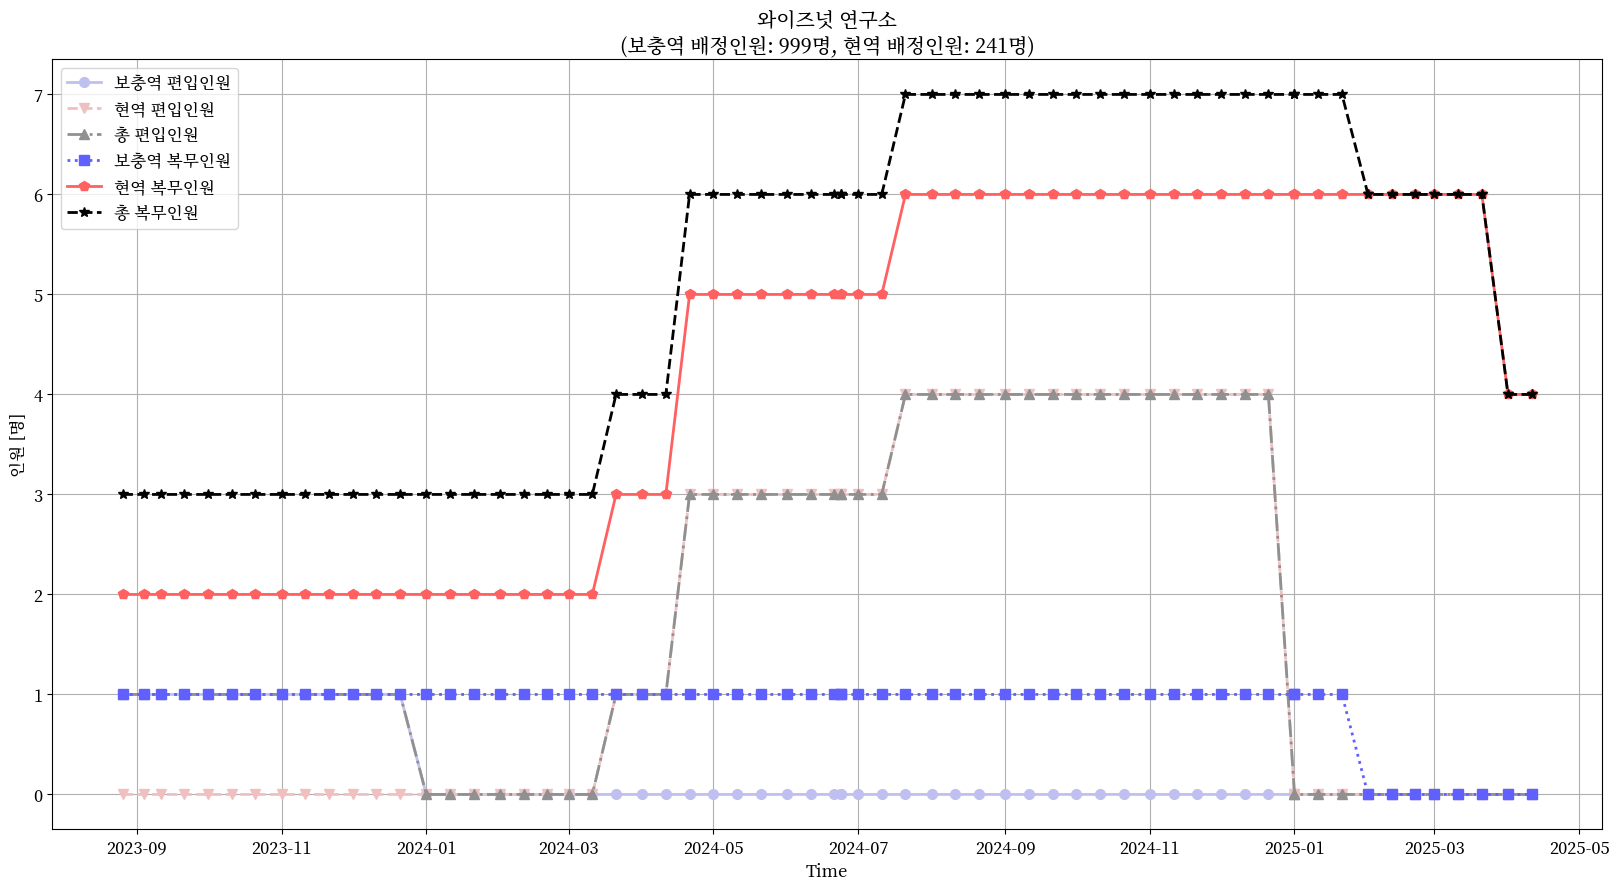 와이즈넛 연구소
(보충역 배정인원: 999명, 현역 배정인원: 241명)
보충역 편입인원
현역 편입인원
총 편입인원
보충역 복무인원
현역 복무인원
총 복무인원
7
6
5
4
3
2
1
0
인원 [명]
2023-09
2023-11
2024-01
2024-03
2024-05
2024-07
2024-09
2024-11
2025-01
2025-03
2025-05
Time